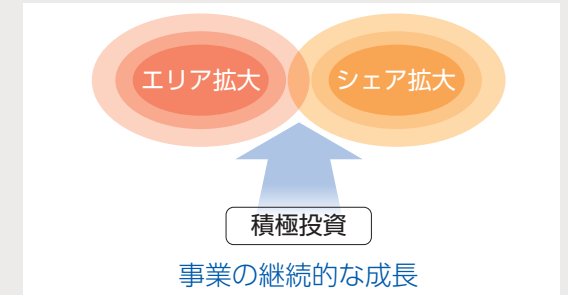 エリア拡大
シェア拡大
積極投資
事業の継続的な成長